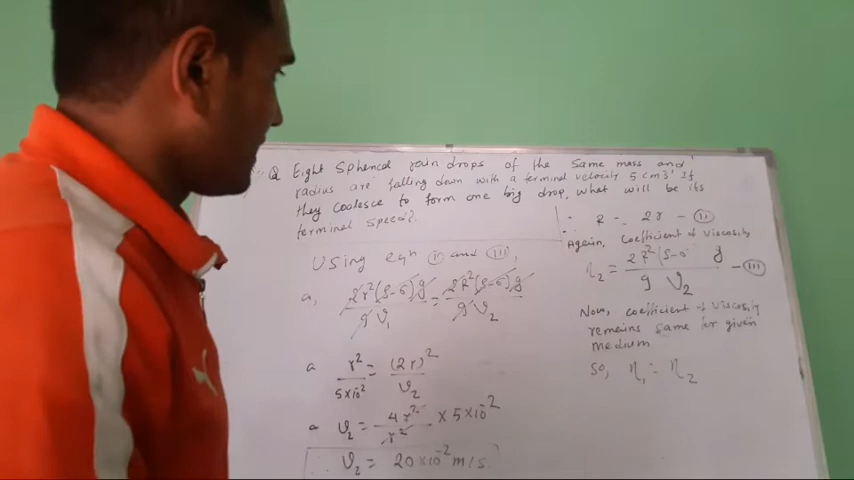 Q Eight Spherical rain drops of the same mass and
radius are falling down with a terminal velocity 5 cm s⁻¹ If
they Coalesce to form one big drop, what will be its
terminal speed?
Using eqⁿ (II) and (III),
a, 2r²(ρ-σ)g / 9 v₁ = 2R²(ρ-σ)g / 9 v₂
a r² / 5×10⁻² = (2r)² / v₂
a v₂ = 4r² / r² × 5×10⁻²
v₂ = 20×10⁻² m/s
∴ R = 2r - (II)
Again, Coefficient of Viscosity,
η₂ = 2R²(ρ-σ)g / 9 v₂ - (III)
Now, coefficient of viscosity
remains same for given
medium
So, η₁ = η₂